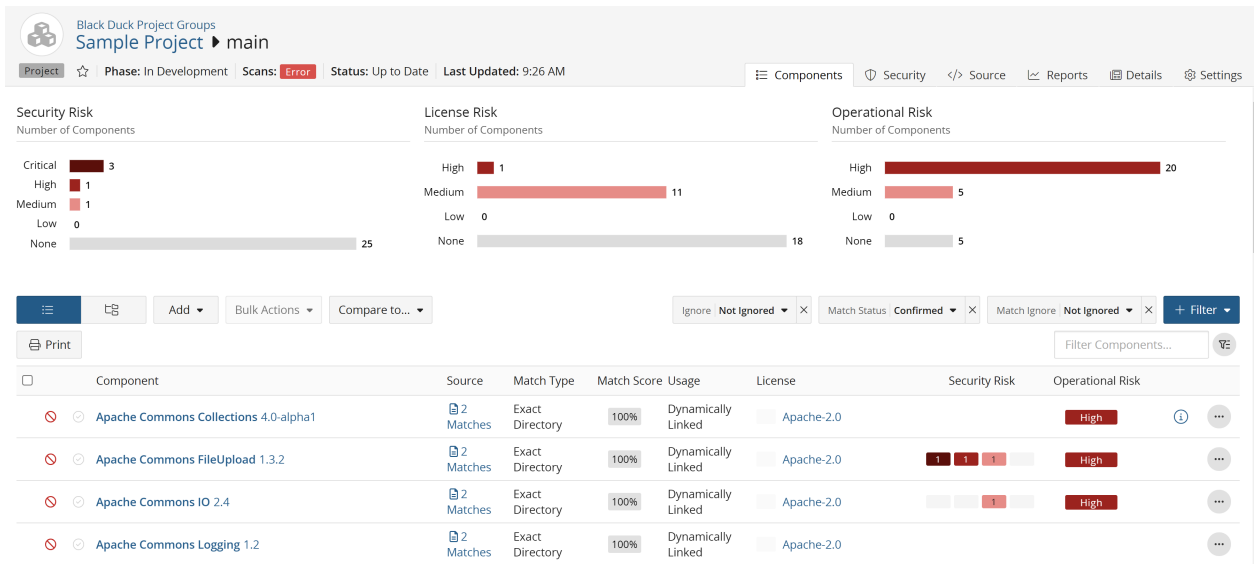 Black Duck Project Groups
Sample Project main
Project Phase: In Development Scans: Error Status: Up to Date Last Updated: 9:26 AM
Components Security </> Source Reports Details Settings
Security Risk
Number of Components
Critical 3
High 1
Medium 1
Low 0
None 25
License Risk
Number of Components
High 1
Medium 11
Low 0
None 18
Operational Risk
Number of Components
High 20
Medium 5
Low 0
None 5
Add Bulk Actions Compare to... Ignore Not Ignored Match Status Confirmed Match Ignore Not Ignored + Filter
Print Filter Components...
Component Source Match Type Match Score Usage License Security Risk Operational Risk
Apache Commons Collections 4.0-alpha1 2 Matches Exact Directory 100% Dynamically Linked Apache-2.0 High
Apache Commons FileUpload 1.3.2 2 Matches Exact Directory 100% Dynamically Linked Apache-2.0 1 1 1 High
Apache Commons IO 2.4 2 Matches Exact Directory 100% Dynamically Linked Apache-2.0 1 High
Apache Commons Logging 1.2 2 Matches Exact Directory 100% Dynamically Linked Apache-2.0